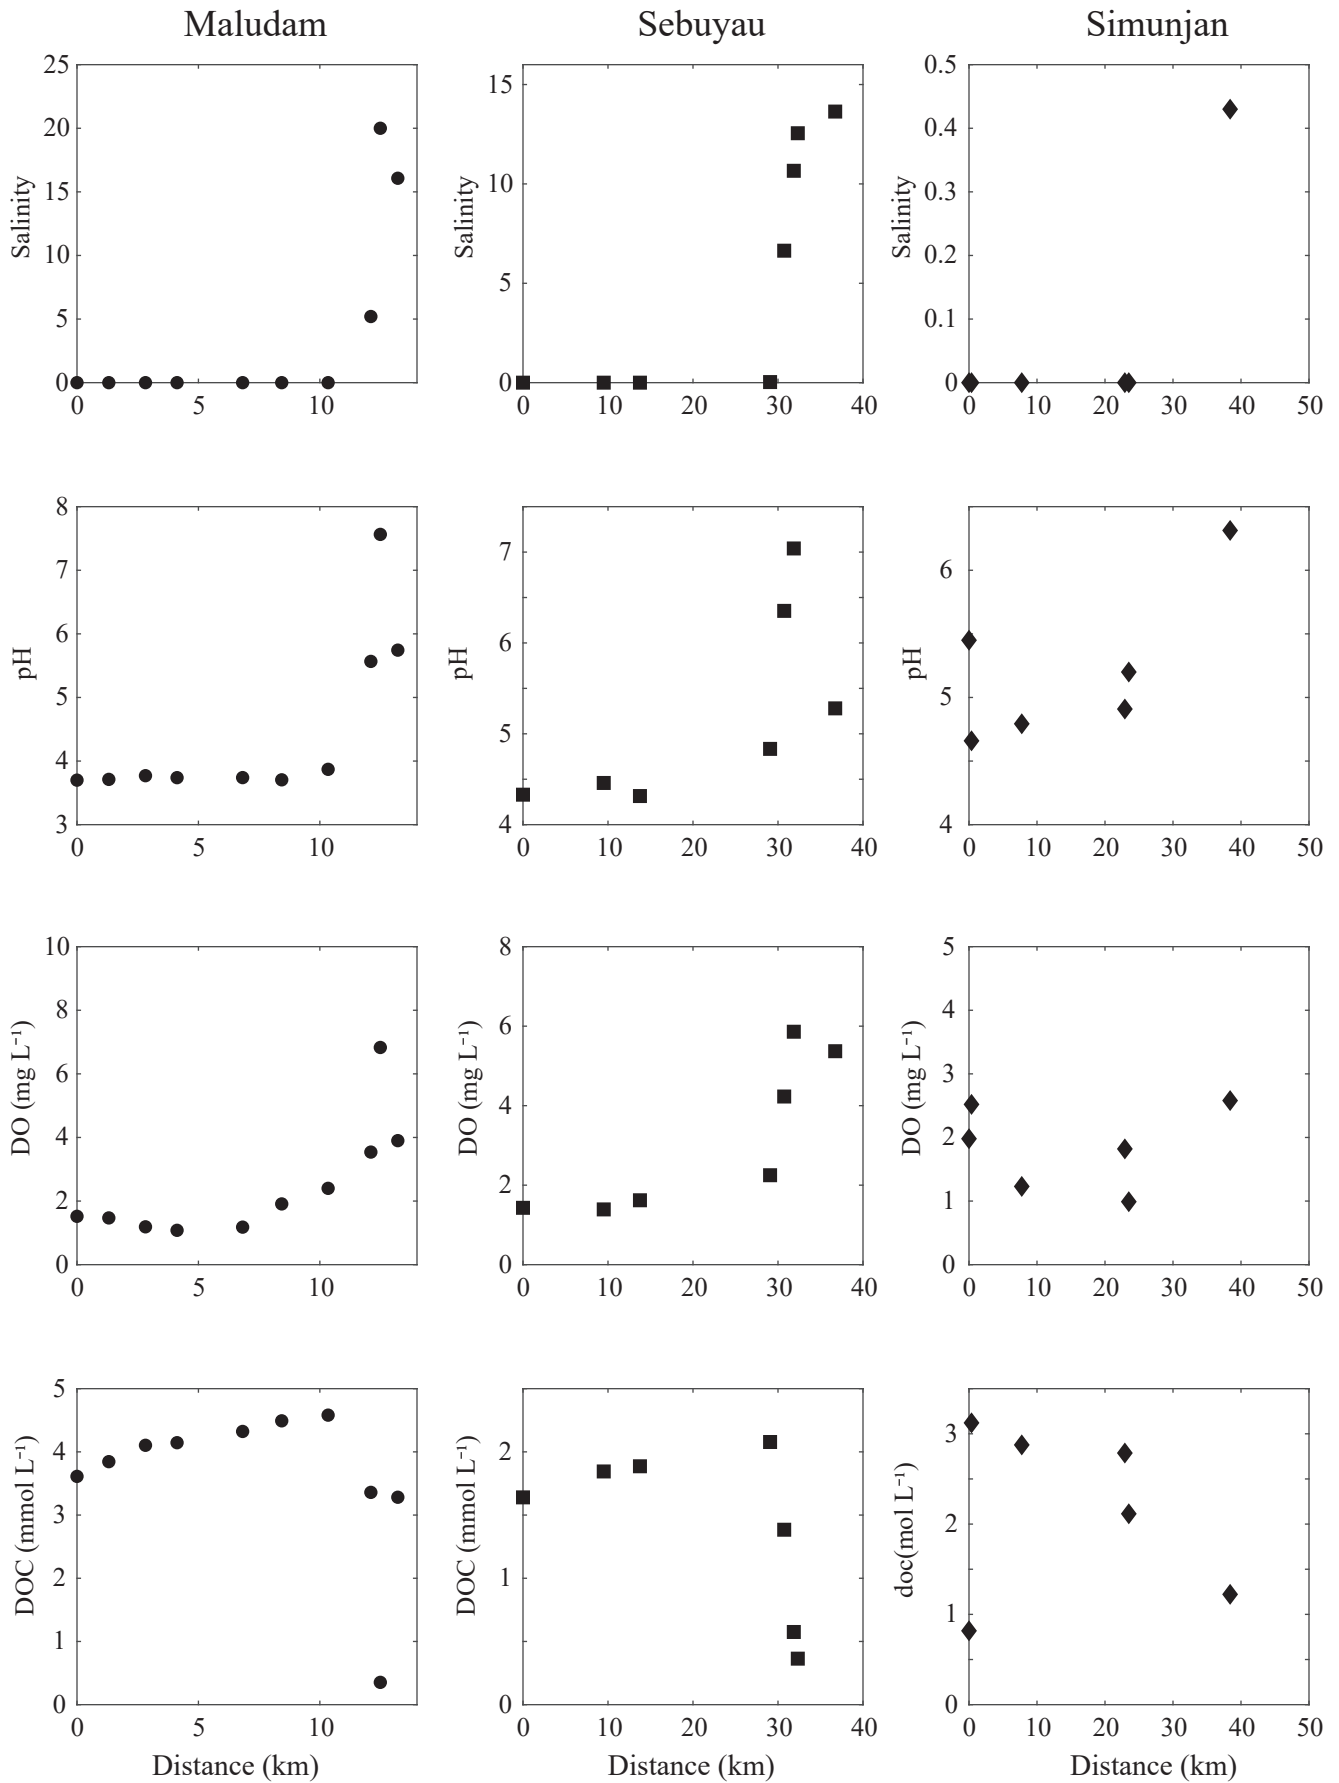 Maludam Sebuyau Simunjan
Salinity
25
20
15
10
5
0
0 5 10
Salinity
15
10
5
0
0 10 20 30 40
Salinity
0.5
0.4
0.3
0.2
0.1
0
0 10 20 30 40 50
pH
8
7
6
5
4
3
0 5 10
pH
7
6
5
4
0 10 20 30 40
pH
6
5
4
0 10 20 30 40 50
DO (mg L⁻¹)
10
8
6
4
2
0
0 5 10
DO (mg L⁻¹)
8
6
4
2
0
0 10 20 30 40
DO (mg L⁻¹)
5
4
3
2
1
0
0 10 20 30 40 50
DOC (mmol L⁻¹)
5
4
3
2
1
0
0 5 10
Distance (km)
DOC (mmol L⁻¹)
2
1
0
0 10 20 30 40
Distance (km)
doc(mol L⁻¹)
3
2
1
0
0 10 20 30 40 50
Distance (km)